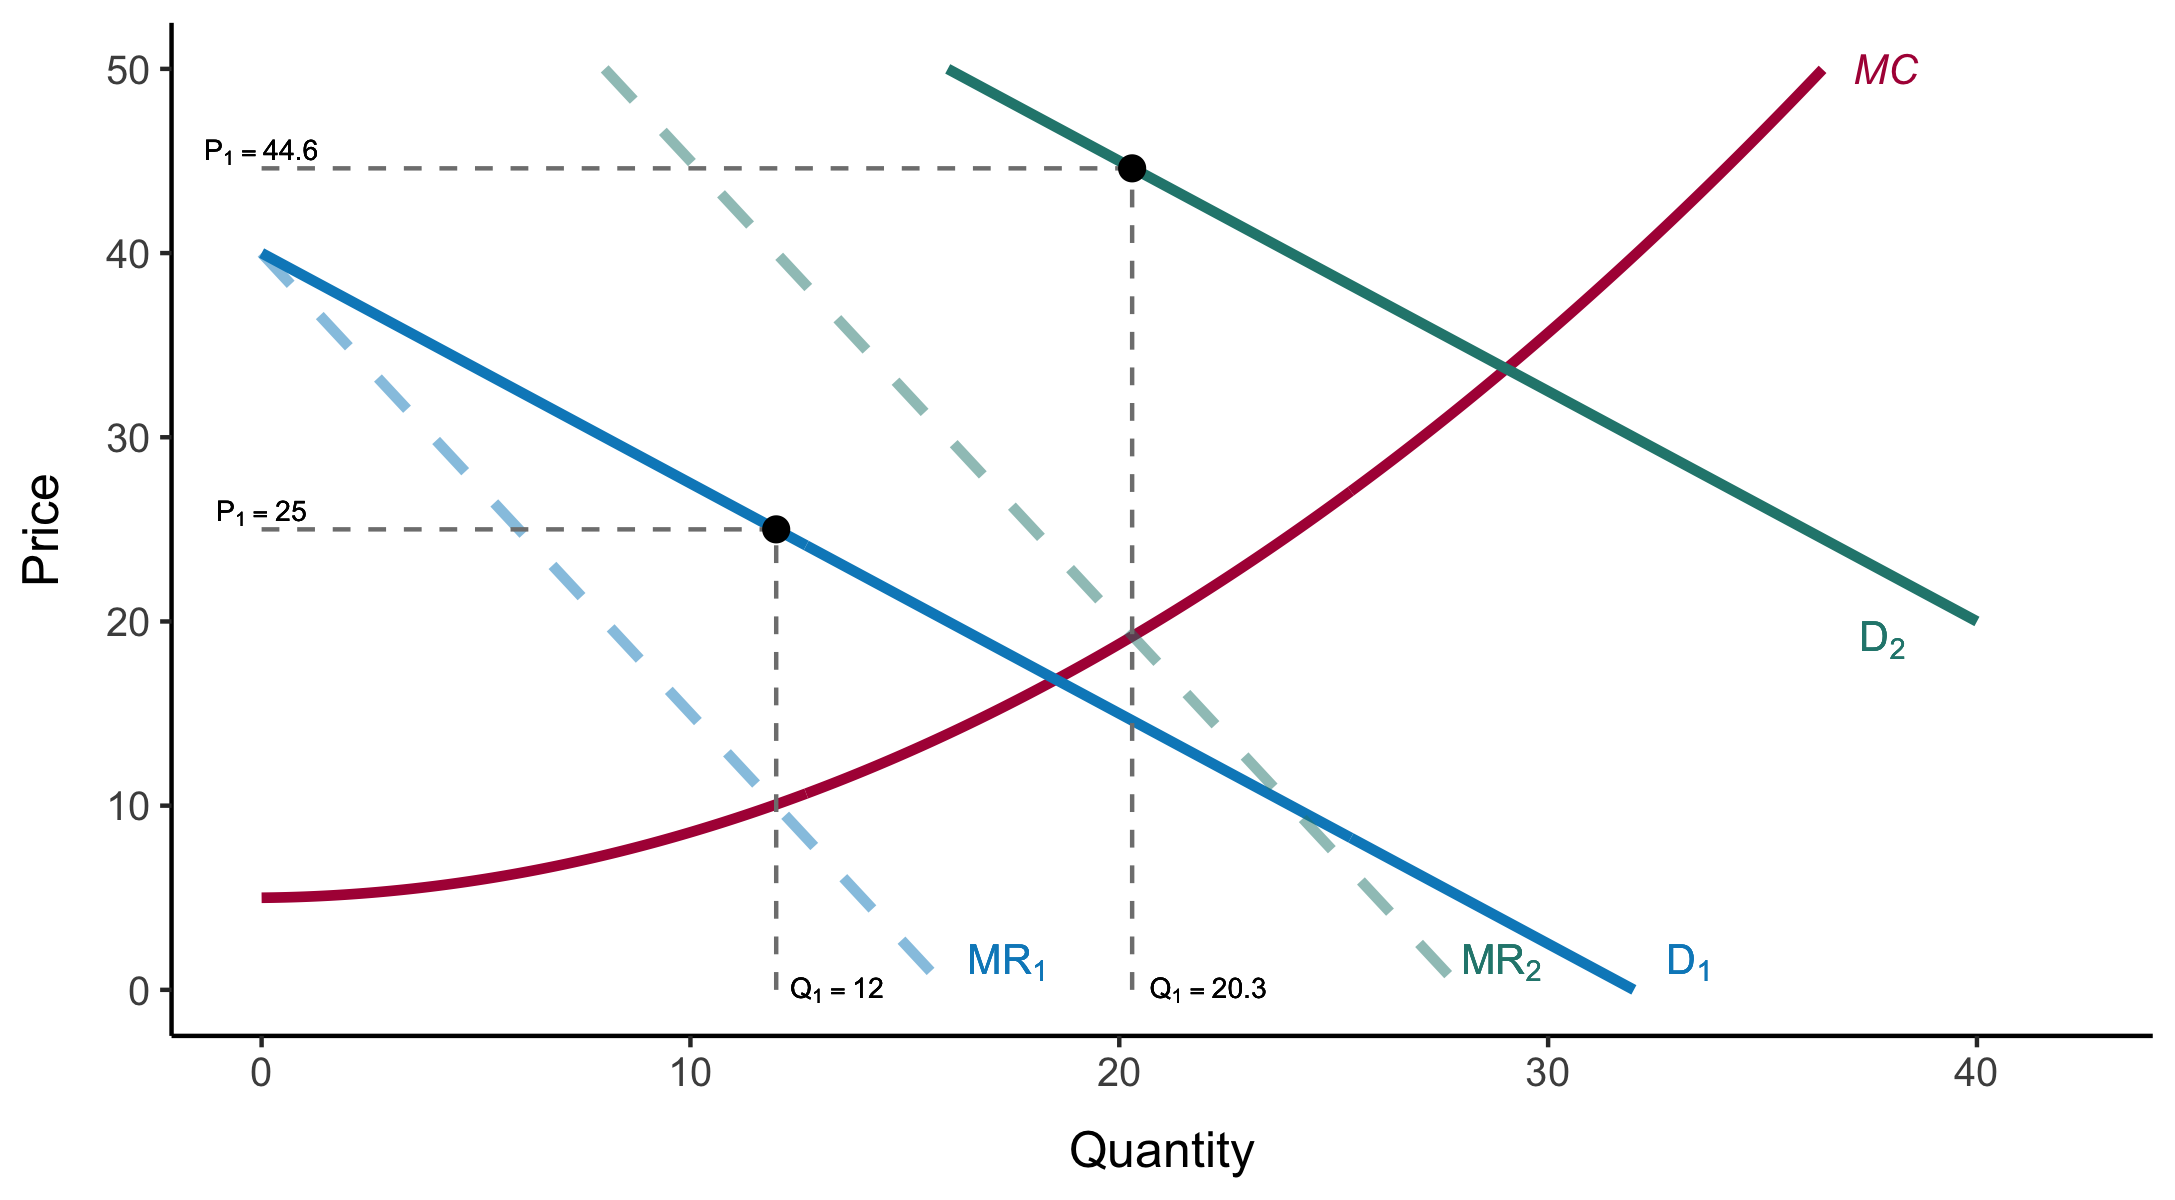 50
MC
P₁ = 44.6
40
30
P₁ = 25
Price
20
D₂
10
MR₁
MR₂
D₁
0
Q₁ = 12
Q₁ = 20.3
0 10 20 30 40
Quantity